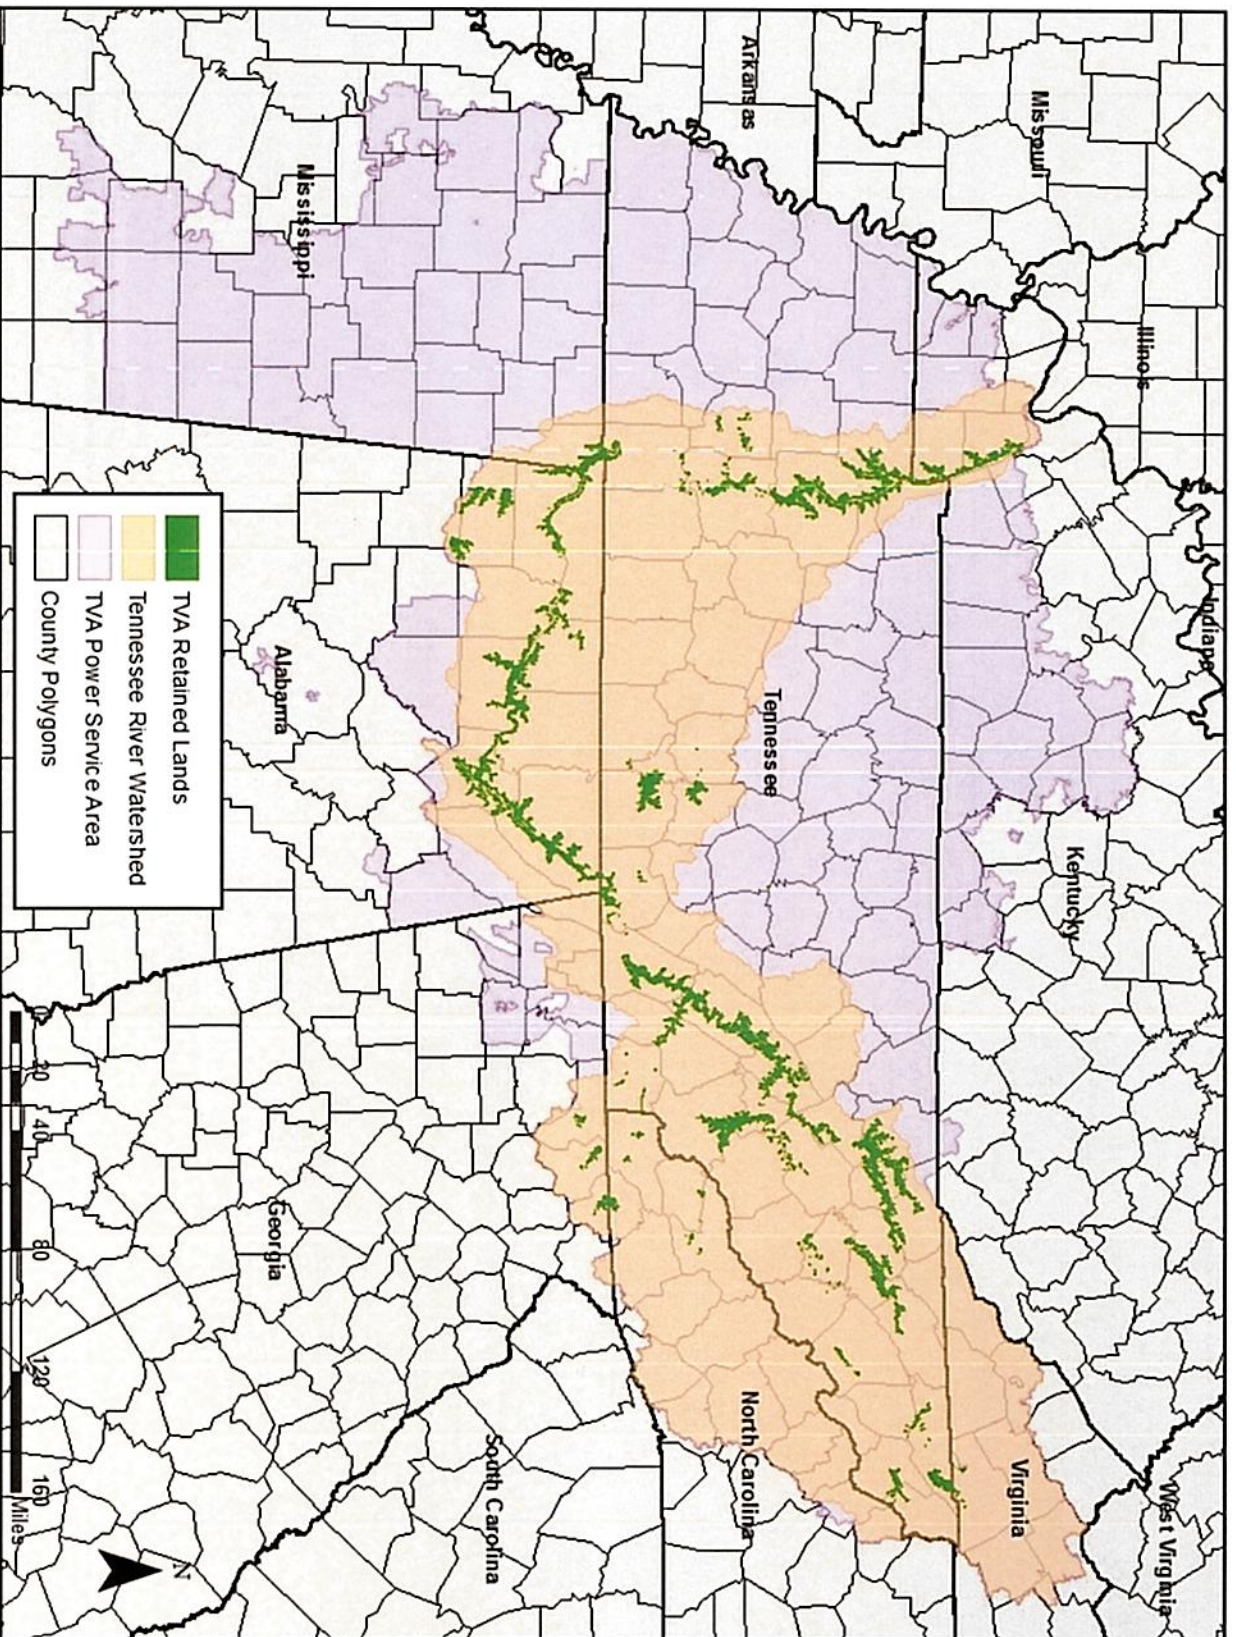 Missouri
Illinois
Indiana
West Virginia
Kentucky
Virginia
Arkansas
Tennessee
North Carolina
Mississippi
Alabama
Georgia
South Carolina
TVA Retained Lands
Tennessee River Watershed
TVA Power Service Area
County Polygons
N
0 20 40 80 120 160
Miles